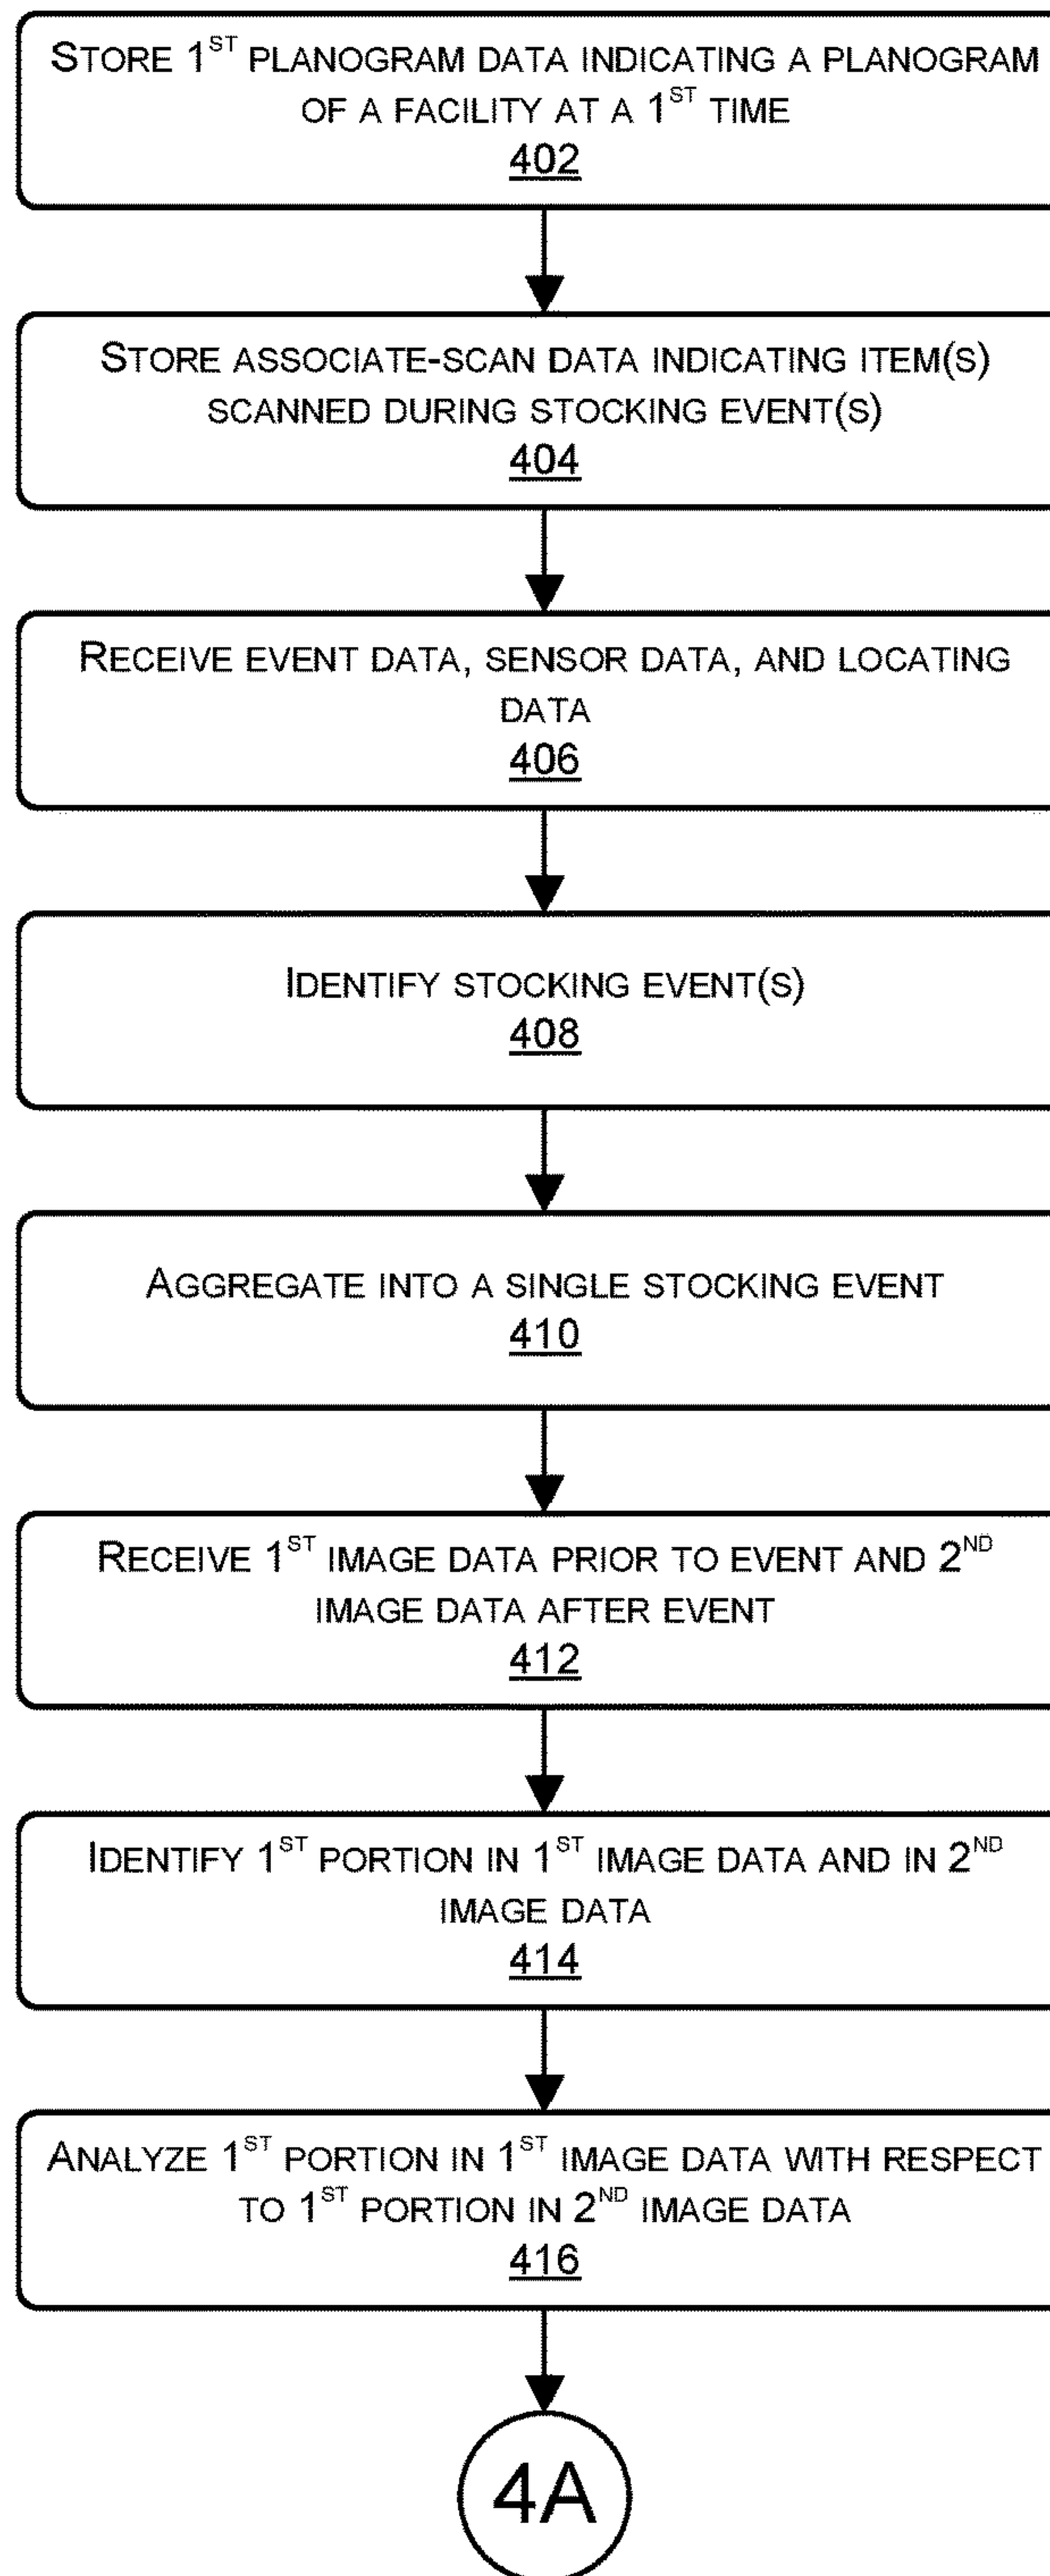 STORE 1ST PLANOGRAM DATA INDICATING A PLANOGRAM
OF A FACILITY AT A 1ST TIME
402
STORE ASSOCIATE-SCAN DATA INDICATING ITEM(S)
SCANNED DURING STOCKING EVENT(S)
404
RECEIVE EVENT DATA, SENSOR DATA, AND LOCATING
DATA
406
IDENTIFY STOCKING EVENT(S)
408
AGGREGATE INTO A SINGLE STOCKING EVENT
410
RECEIVE 1ST IMAGE DATA PRIOR TO EVENT AND 2ND
IMAGE DATA AFTER EVENT
412
IDENTIFY 1ST PORTION IN 1ST IMAGE DATA AND IN 2ND
IMAGE DATA
414
ANALYZE 1ST PORTION IN 1ST IMAGE DATA WITH RESPECT
TO 1ST PORTION IN 2ND IMAGE DATA
416
4A